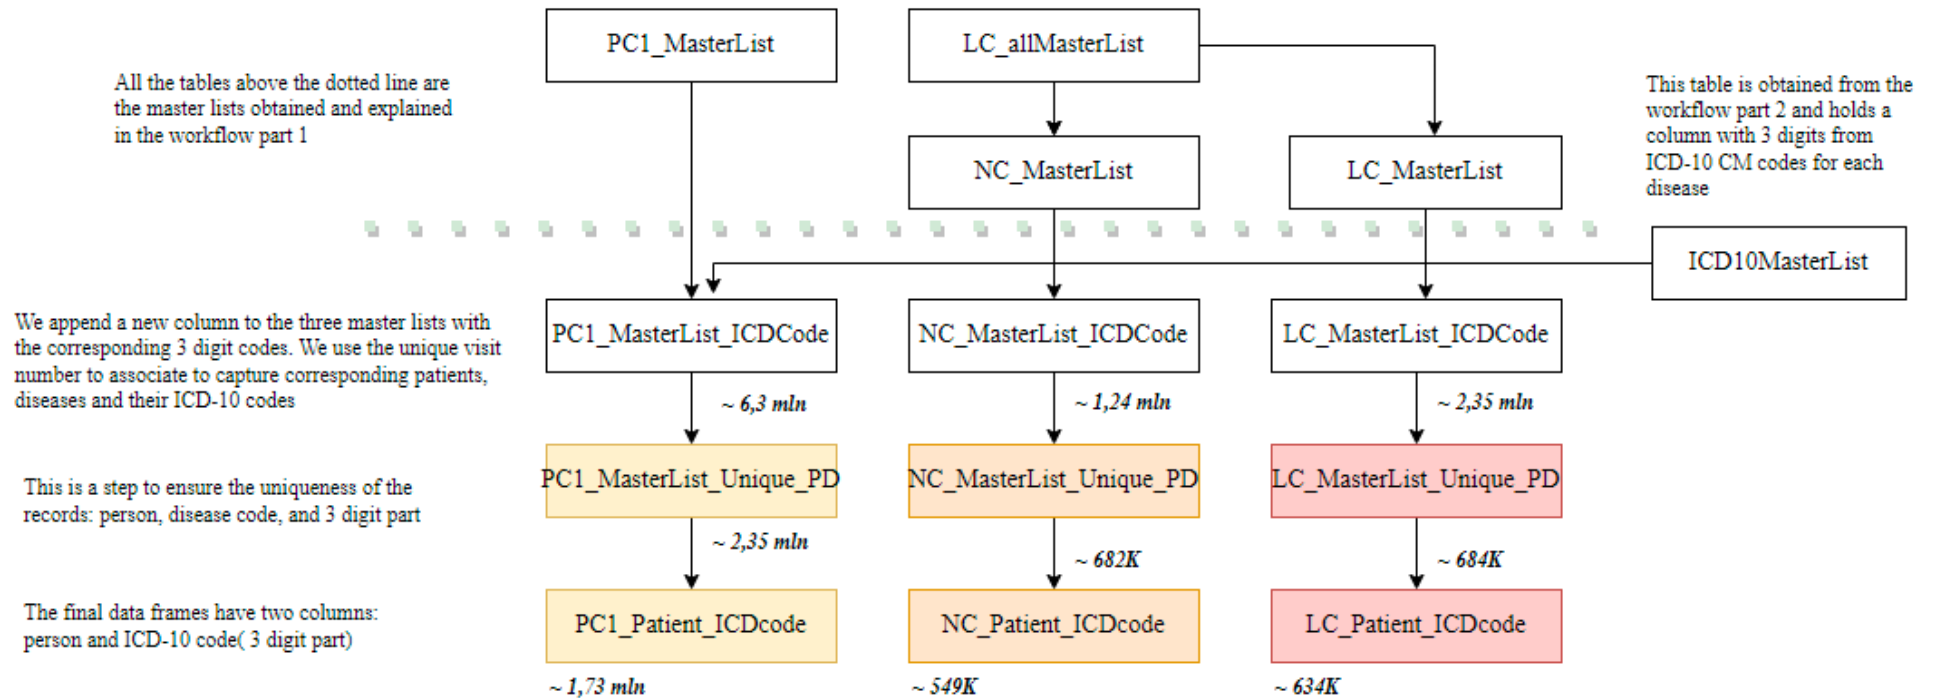 PC1_MasterList
LC_allMasterList
All the tables above the dotted line are
the master lists obtained and explained
in the workflow part 1
This table is obtained from the
workflow part 2 and holds a
column with 3 digits from
ICD-10 CM codes for each
disease
NC_MasterList
LC_MasterList
ICD10MasterList
We append a new column to the three master lists with
the corresponding 3 digit codes. We use the unique visit
number to associate to capture corresponding patients,
diseases and their ICD-10 codes
PC1_MasterList_ICDCode
NC_MasterList_ICDCode
LC_MasterList_ICDCode
~ 6,3 mln
~ 1,24 mln
~ 2,35 mln
This is a step to ensure the uniqueness of the
records: person, disease code, and 3 digit part
PC1_MasterList_Unique_PD
NC_MasterList_Unique_PD
LC_MasterList_Unique_PD
~ 2,35 mln
~ 682K
~ 684K
The final data frames have two columns:
person and ICD-10 code( 3 digit part)
PC1_Patient_ICDcode
NC_Patient_ICDcode
LC_Patient_ICDcode
~ 1,73 mln
~ 549K
~ 634K